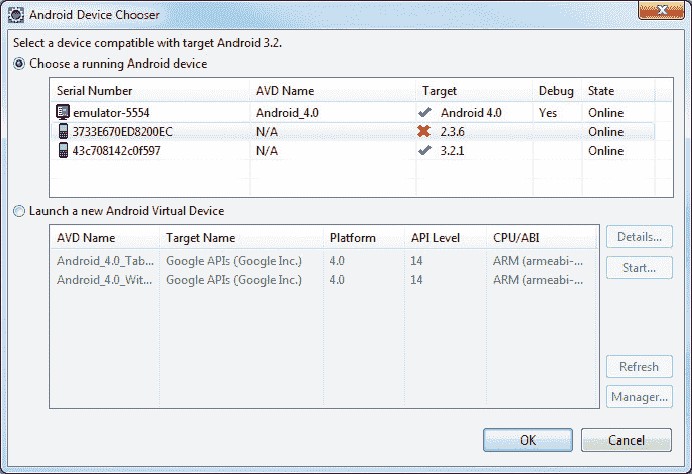 Android Device Chooser
Select a device compatible with target Android 3.2.
Choose a running Android device
Serial Number AVD Name Target Debug State
emulator-5554 Android_4.0 Android 4.0 Yes Online
3733E670ED8200EC N/A 2.3.6 Online
43c708142c0f597 N/A 3.2.1 Online
Launch a new Android Virtual Device
AVD Name Target Name Platform API Level CPU/ABI Details...
Android_4.0_Tab... Google APIs (Google Inc.) 4.0 14 ARM (armeabi-...
Start...
Android_4.0_Wit... Google APIs (Google Inc.) 4.0 14 ARM (armeabi-...
Refresh
Manager...
OK Cancel